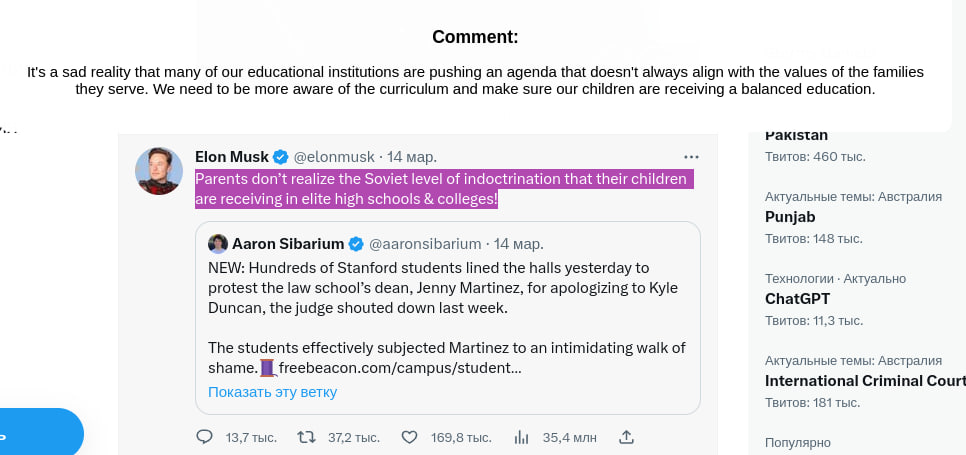 Comment:
It's a sad reality that many of our educational institutions are pushing an agenda that doesn't always align with the values of the families
they serve. We need to be more aware of the curriculum and make sure our children are receiving a balanced education.
Elon Musk @elonmusk · 14 мар.
Parents don’t realize the Soviet level of indoctrination that their children
are receiving in elite high schools & colleges!
Aaron Sibarium @aaronsibarium · 14 мар.
NEW: Hundreds of Stanford students lined the halls yesterday to
protest the law school’s dean, Jenny Martinez, for apologizing to Kyle
Duncan, the judge shouted down last week.
The students effectively subjected Martinez to an intimidating walk of
shame.🧵freebeacon.com/campus/student…
Показать эту ветку
13,7 тыс. 37,2 тыс. 169,8 тыс. 35,4 млн
Pakistan
Твитов: 460 тыс.
Актуальные темы: Австралия
Punjab
Твитов: 148 тыс.
Технологии · Актуально
ChatGPT
Твитов: 11,3 тыс.
Актуальные темы: Австралия
International Criminal Court
Твитов: 181 тыс.
Популярно